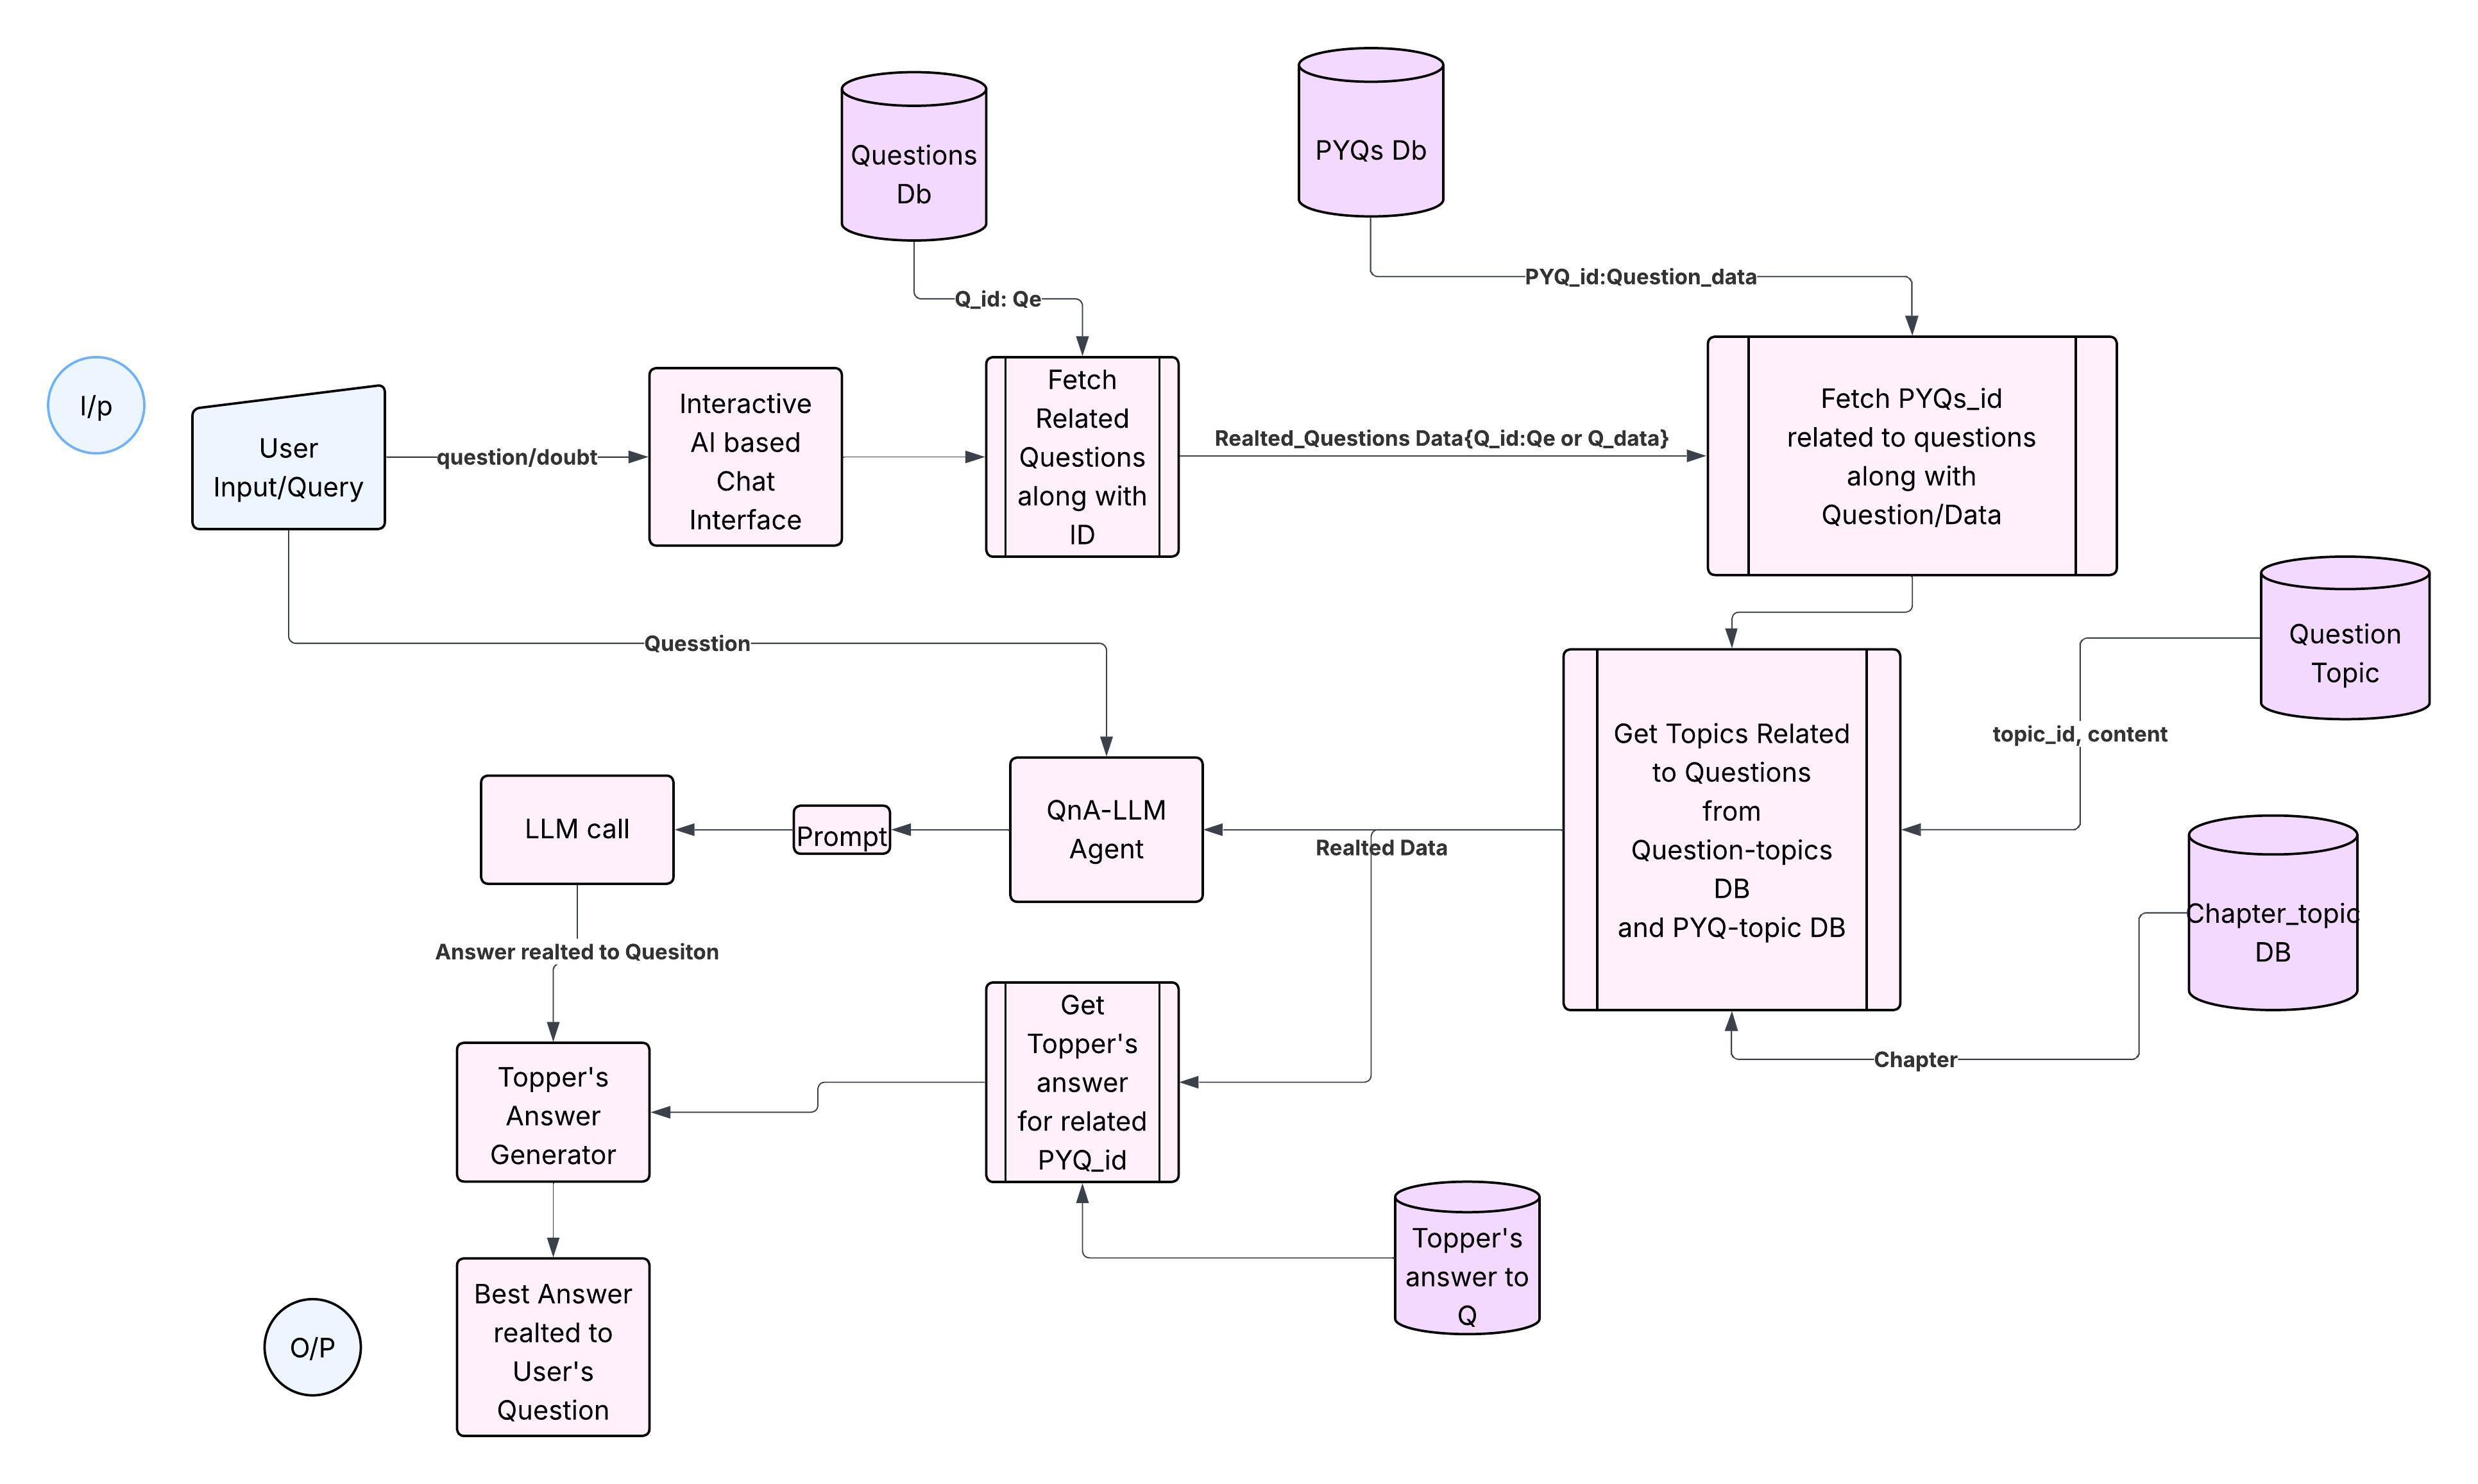 Questions
Db
PYQs Db
Q_id: Qe
PYQ_id:Question_data
I/p
User
Input/Query
question/doubt
Interactive
AI based
Chat
Interface
Fetch
Related
Questions
along with
ID
Realted_Questions Data{Q_id:Qe or Q_data}
Fetch PYQs_id
related to questions
along with
Question/Data
Question
Topic
Quesstion
topic_id, content
Get Topics Related
to Questions
from
Question-topics
DB
and PYQ-topic DB
LLM call
Prompt
QnA-LLM
Agent
Realted Data
Chapter_topic
DB
Answer realted to Quesiton
Chapter
Topper's
Answer
Generator
Get
Topper's
answer
for related
PYQ_id
Topper's
answer to
Q
O/P
Best Answer
realted to
User's
Question